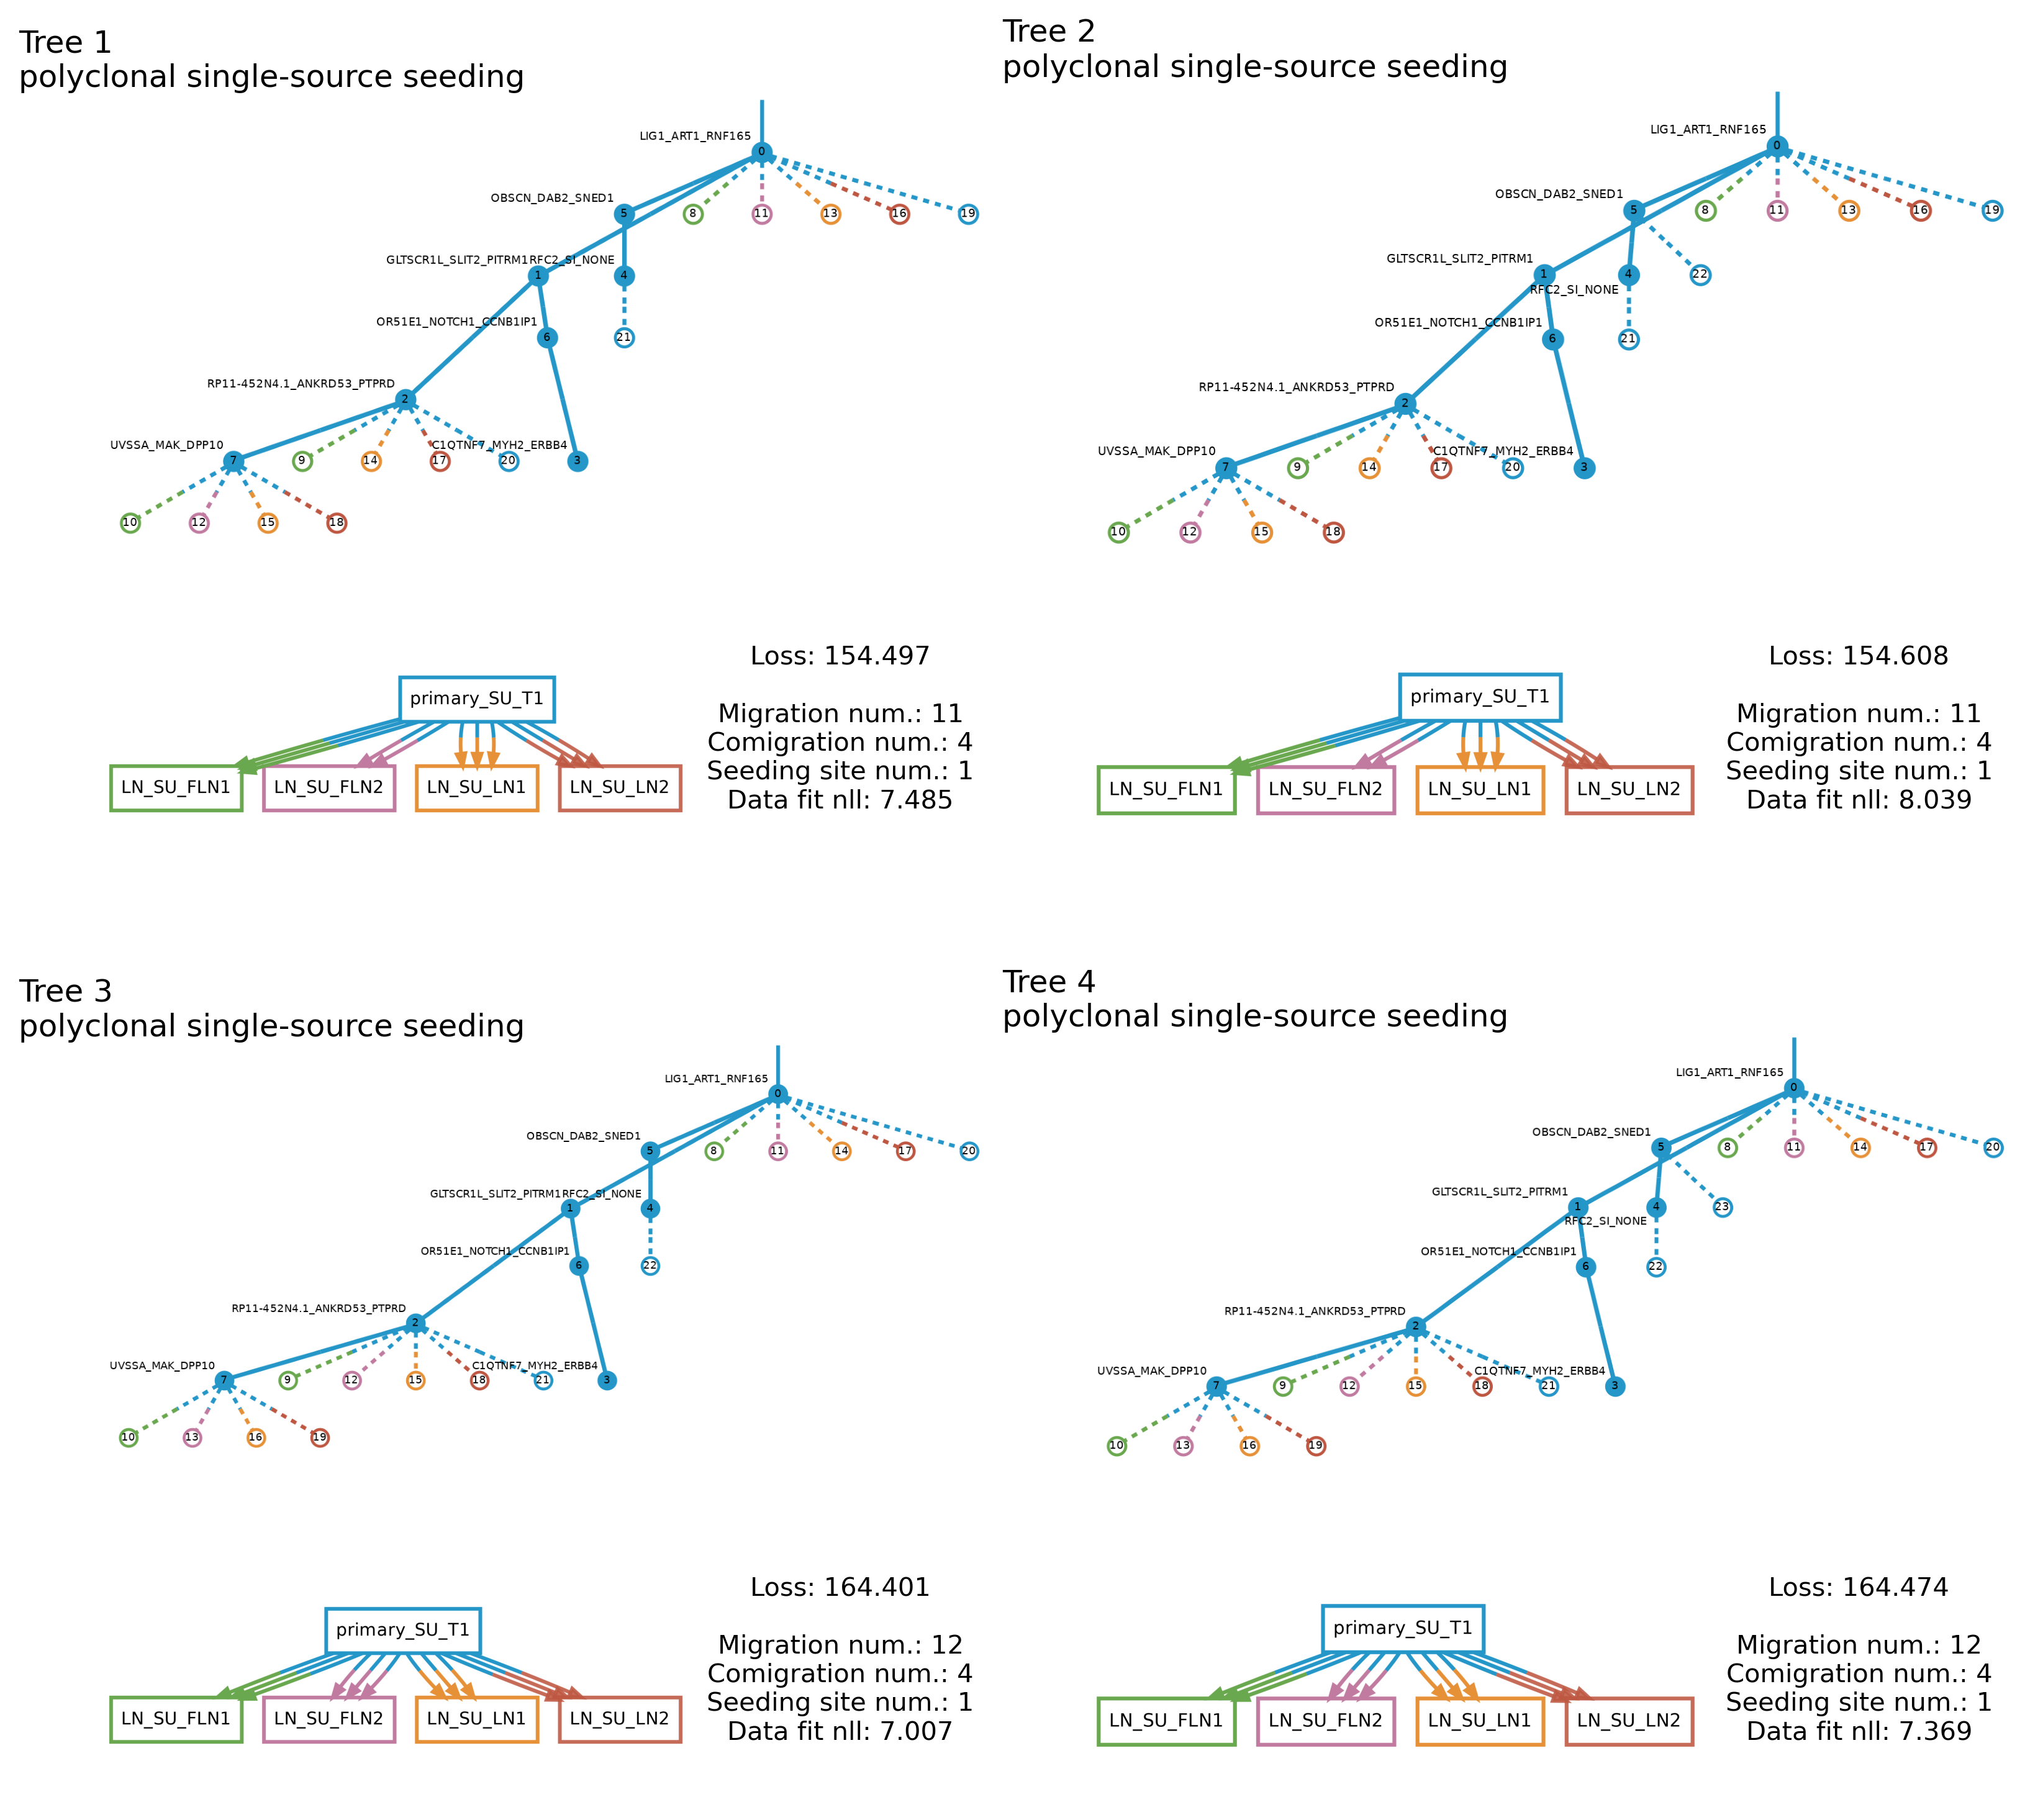 Tree 1
polyclonal single-source seeding
LIG1_ART1_RNF165
0
OBSCN_DAB2_SNED1
5
8
11
13
16
19
GLTSCR1L_SLIT2_PITRM1
RFC2_SI_NONE
1
4
OR51E1_NOTCH1_CCNB1IP1
6
21
RP11-452N4.1_ANKRD53_PTPRD
2
UVSSA_MAK_DPP10
7
9
14
17
20
C1QTNF7_MYH2_ERBB4
3
10
12
15
18
Loss: 154.497
primary_SU_T1
Migration num.: 11
Comigration num.: 4
Seeding site num.: 1
Data fit nll: 7.485
LN_SU_FLN1
LN_SU_FLN2
LN_SU_LN1
LN_SU_LN2
Tree 2
polyclonal single-source seeding
LIG1_ART1_RNF165
0
OBSCN_DAB2_SNED1
5
8
11
13
16
19
GLTSCR1L_SLIT2_PITRM1
1
4
22
RFC2_SI_NONE
OR51E1_NOTCH1_CCNB1IP1
6
21
RP11-452N4.1_ANKRD53_PTPRD
2
UVSSA_MAK_DPP10
7
9
14
17
20
C1QTNF7_MYH2_ERBB4
3
10
12
15
18
Loss: 154.608
primary_SU_T1
Migration num.: 11
Comigration num.: 4
Seeding site num.: 1
Data fit nll: 8.039
LN_SU_FLN1
LN_SU_FLN2
LN_SU_LN1
LN_SU_LN2
Tree 3
polyclonal single-source seeding
LIG1_ART1_RNF165
0
OBSCN_DAB2_SNED1
5
8
11
14
17
20
GLTSCR1L_SLIT2_PITRM1
RFC2_SI_NONE
1
4
OR51E1_NOTCH1_CCNB1IP1
6
22
RP11-452N4.1_ANKRD53_PTPRD
2
UVSSA_MAK_DPP10
7
9
12
15
18
21
C1QTNF7_MYH2_ERBB4
3
10
13
16
19
Loss: 164.401
primary_SU_T1
Migration num.: 12
Comigration num.: 4
Seeding site num.: 1
Data fit nll: 7.007
LN_SU_FLN1
LN_SU_FLN2
LN_SU_LN1
LN_SU_LN2
Tree 4
polyclonal single-source seeding
LIG1_ART1_RNF165
0
OBSCN_DAB2_SNED1
5
8
11
14
17
20
GLTSCR1L_SLIT2_PITRM1
1
4
23
RFC2_SI_NONE
OR51E1_NOTCH1_CCNB1IP1
6
22
RP11-452N4.1_ANKRD53_PTPRD
2
UVSSA_MAK_DPP10
7
9
12
15
18
21
C1QTNF7_MYH2_ERBB4
3
10
13
16
19
Loss: 164.474
primary_SU_T1
Migration num.: 12
Comigration num.: 4
Seeding site num.: 1
Data fit nll: 7.369
LN_SU_FLN1
LN_SU_FLN2
LN_SU_LN1
LN_SU_LN2